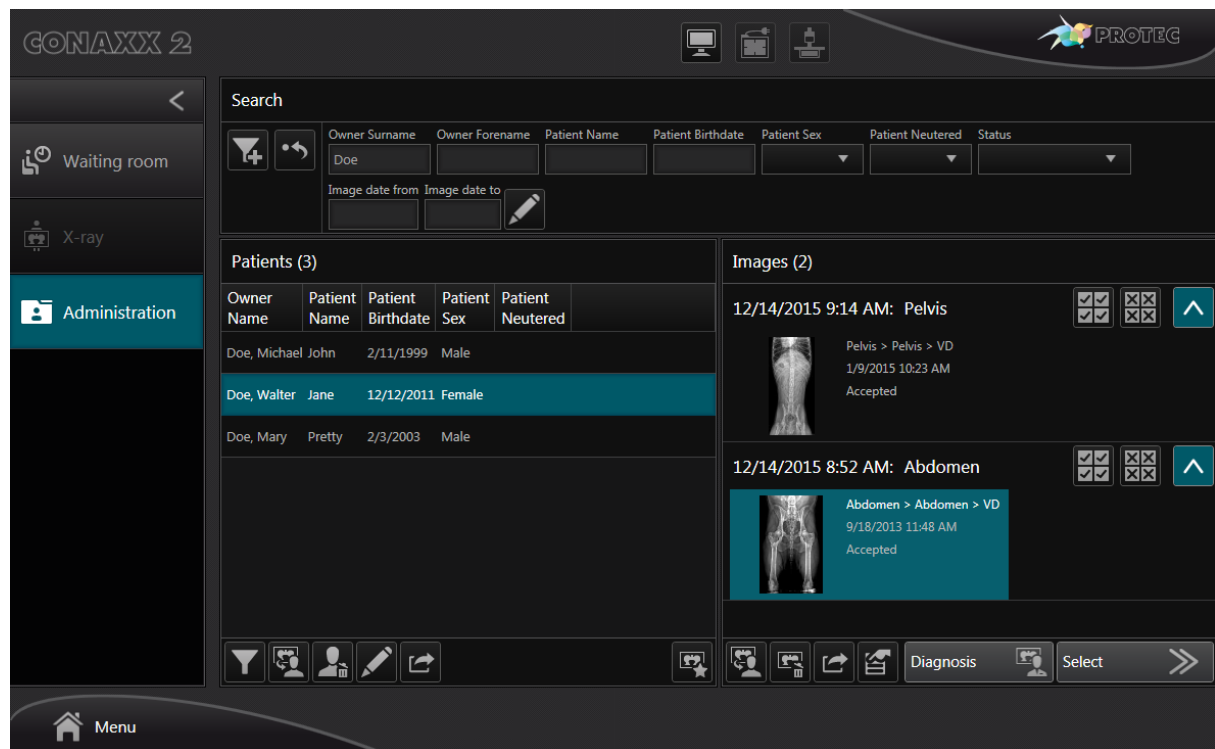 CONAXX 2
PROTEC
Waiting room
X-ray
Administration
Search
Owner Surname Owner Forename Patient Name Patient Birthdate Patient Sex Patient Neutered Status
Doe
Image date from Image date to
Patients (3)
Owner Patient Patient Patient Patient
Name Name Birthdate Sex Neutered
Doe, Michael John 2/11/1999 Male
Doe, Walter Jane 12/12/2011 Female
Doe, Mary Pretty 2/3/2003 Male
Images (2)
12/14/2015 9:14 AM: Pelvis
Pelvis > Pelvis > VD
1/9/2015 10:23 AM
Accepted
12/14/2015 8:52 AM: Abdomen
Abdomen > Abdomen > VD
9/18/2013 11:48 AM
Accepted
Diagnosis Select
Menu